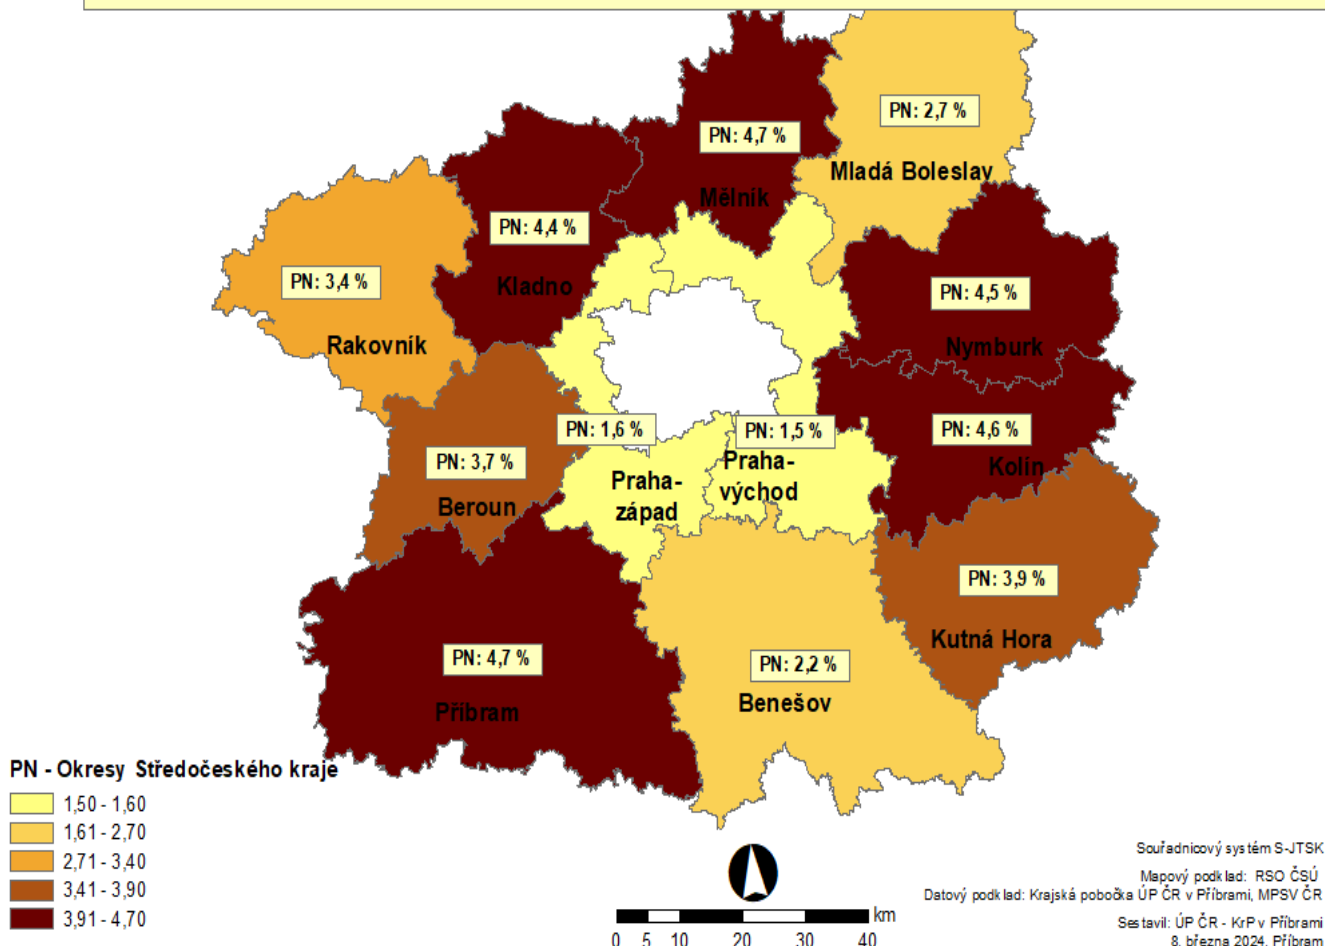 PN: 2,7 %
PN: 4,7 %
Mladá Boleslav
Mělník
PN: 4,4 %
PN: 3,4 %
Kladno
PN: 4,5 %
Rakovník
Nymburk
PN: 1,6 %
PN: 1,5 %
PN: 4,6 %
PN: 3,7 %
Praha-
východ
Kolín
Praha-
západ
Beroun
PN: 3,9 %
Kutná Hora
PN: 4,7 %
PN: 2,2 %
Benešov
Příbram
PN - Okresy Středočeského kraje
1,50 - 1,60
1,61 - 2,70
2,71 - 3,40
3,41 - 3,90
3,91 - 4,70
km
0 5 10 20 30 40
Souřadnicový systém S-JTSK
Mapový podklad: RSO ČSÚ
Datový podklad: Krajská pobočka ÚP ČR v Příbrami, MPSV ČR
Sestavil: ÚP ČR - KrP v Příbrami
8. března 2024, Příbram